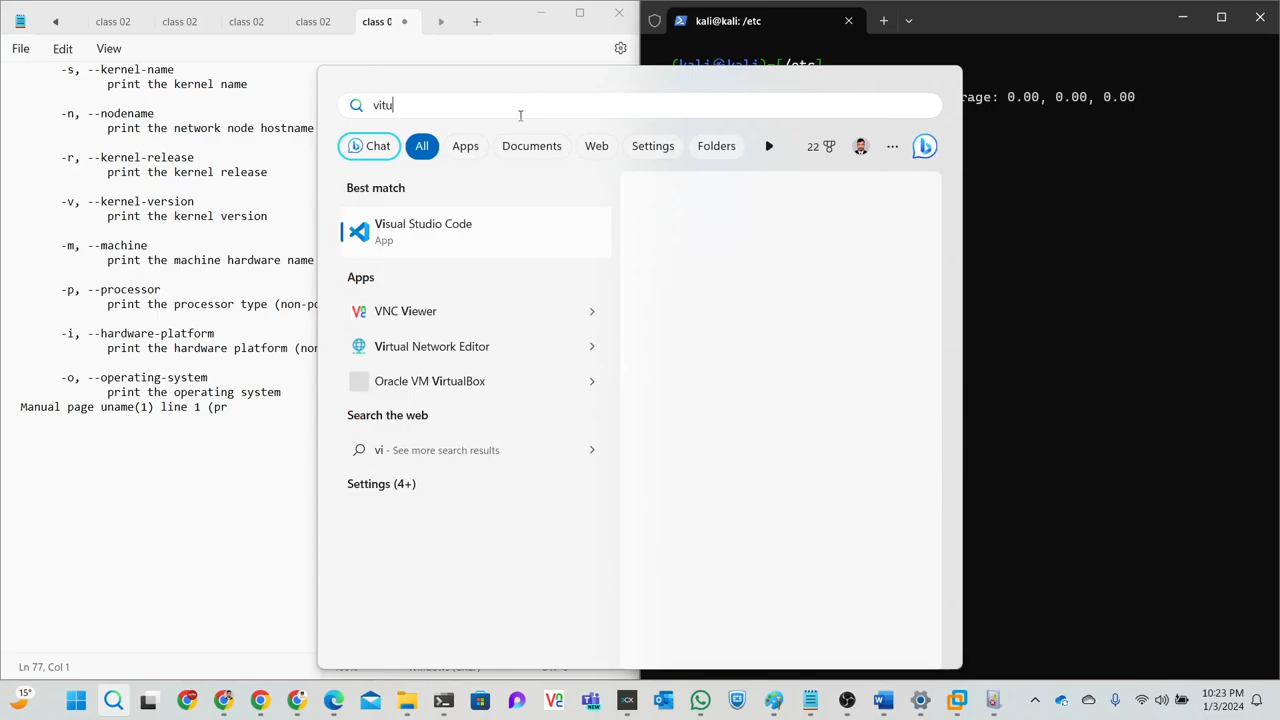 class 02
class 02
class 02
class 02
class 0
File Edit View
-s, --kernel-name
print the kernel name
-n, --nodename
print the network node hostname
-r, --kernel-release
print the kernel release
-v, --kernel-version
print the kernel version
-m, --machine
print the machine hardware name
-p, --processor
print the processor type (non-po
-i, --hardware-platform
print the hardware platform (non
-o, --operating-system
print the operating system
Manual page uname(1) line 1 (pr
Ln 77, Col 1
kali@kali: /etc
(kali㉿kali)-[/etc]
rage: 0.00, 0.00, 0.00
vitu
Chat All Apps Documents Web Settings Folders
22
Best match
Visual Studio Code
App
Apps
VNC Viewer
Virtual Network Editor
Oracle VM VirtualBox
Search the web
vi - See more search results
Settings (4+)
15°
10:23 PM
1/3/2024